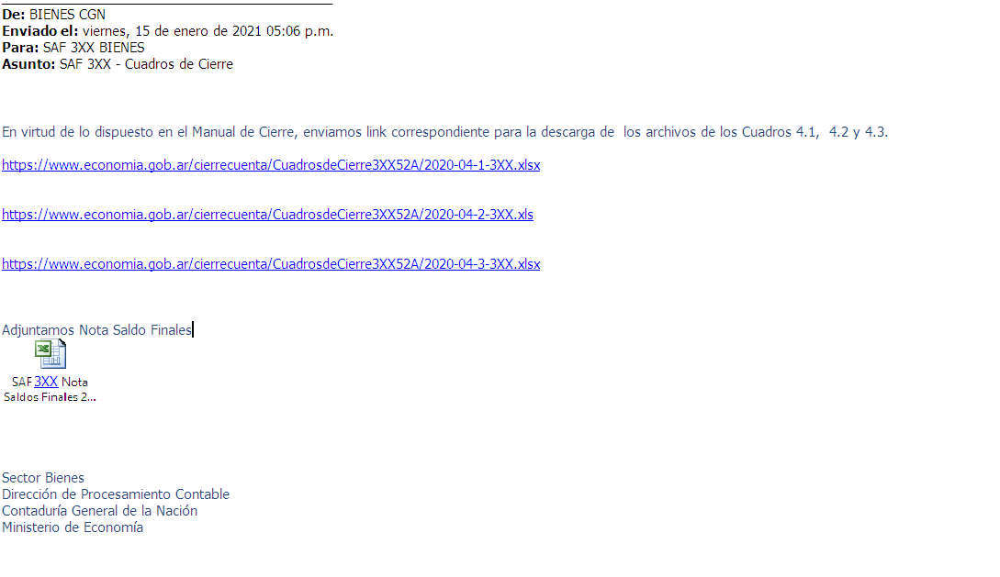 De: BIENES CGN
Enviado el: viernes, 15 de enero de 2021 05:06 p.m.
Para: SAF 3XX BIENES
Asunto: SAF 3XX - Cuadros de Cierre
En virtud de lo dispuesto en el Manual de Cierre, enviamos link correspondiente para la descarga de los archivos de los Cuadros 4.1, 4.2 y 4.3.
https://www.economia.gob.ar/cierrecuenta/CuadrosdeCierre3XX52A/2020-04-1-3XX.xlsx
https://www.economia.gob.ar/cierrecuenta/CuadrosdeCierre3XX52A/2020-04-2-3XX.xls
https://www.economia.gob.ar/cierrecuenta/CuadrosdeCierre3XX52A/2020-04-3-3XX.xlsx
Adjuntamos Nota Saldo Finales
SAF 3XX Nota
Saldos Finales 2...
Sector Bienes
Dirección de Procesamiento Contable
Contaduría General de la Nación
Ministerio de Economía